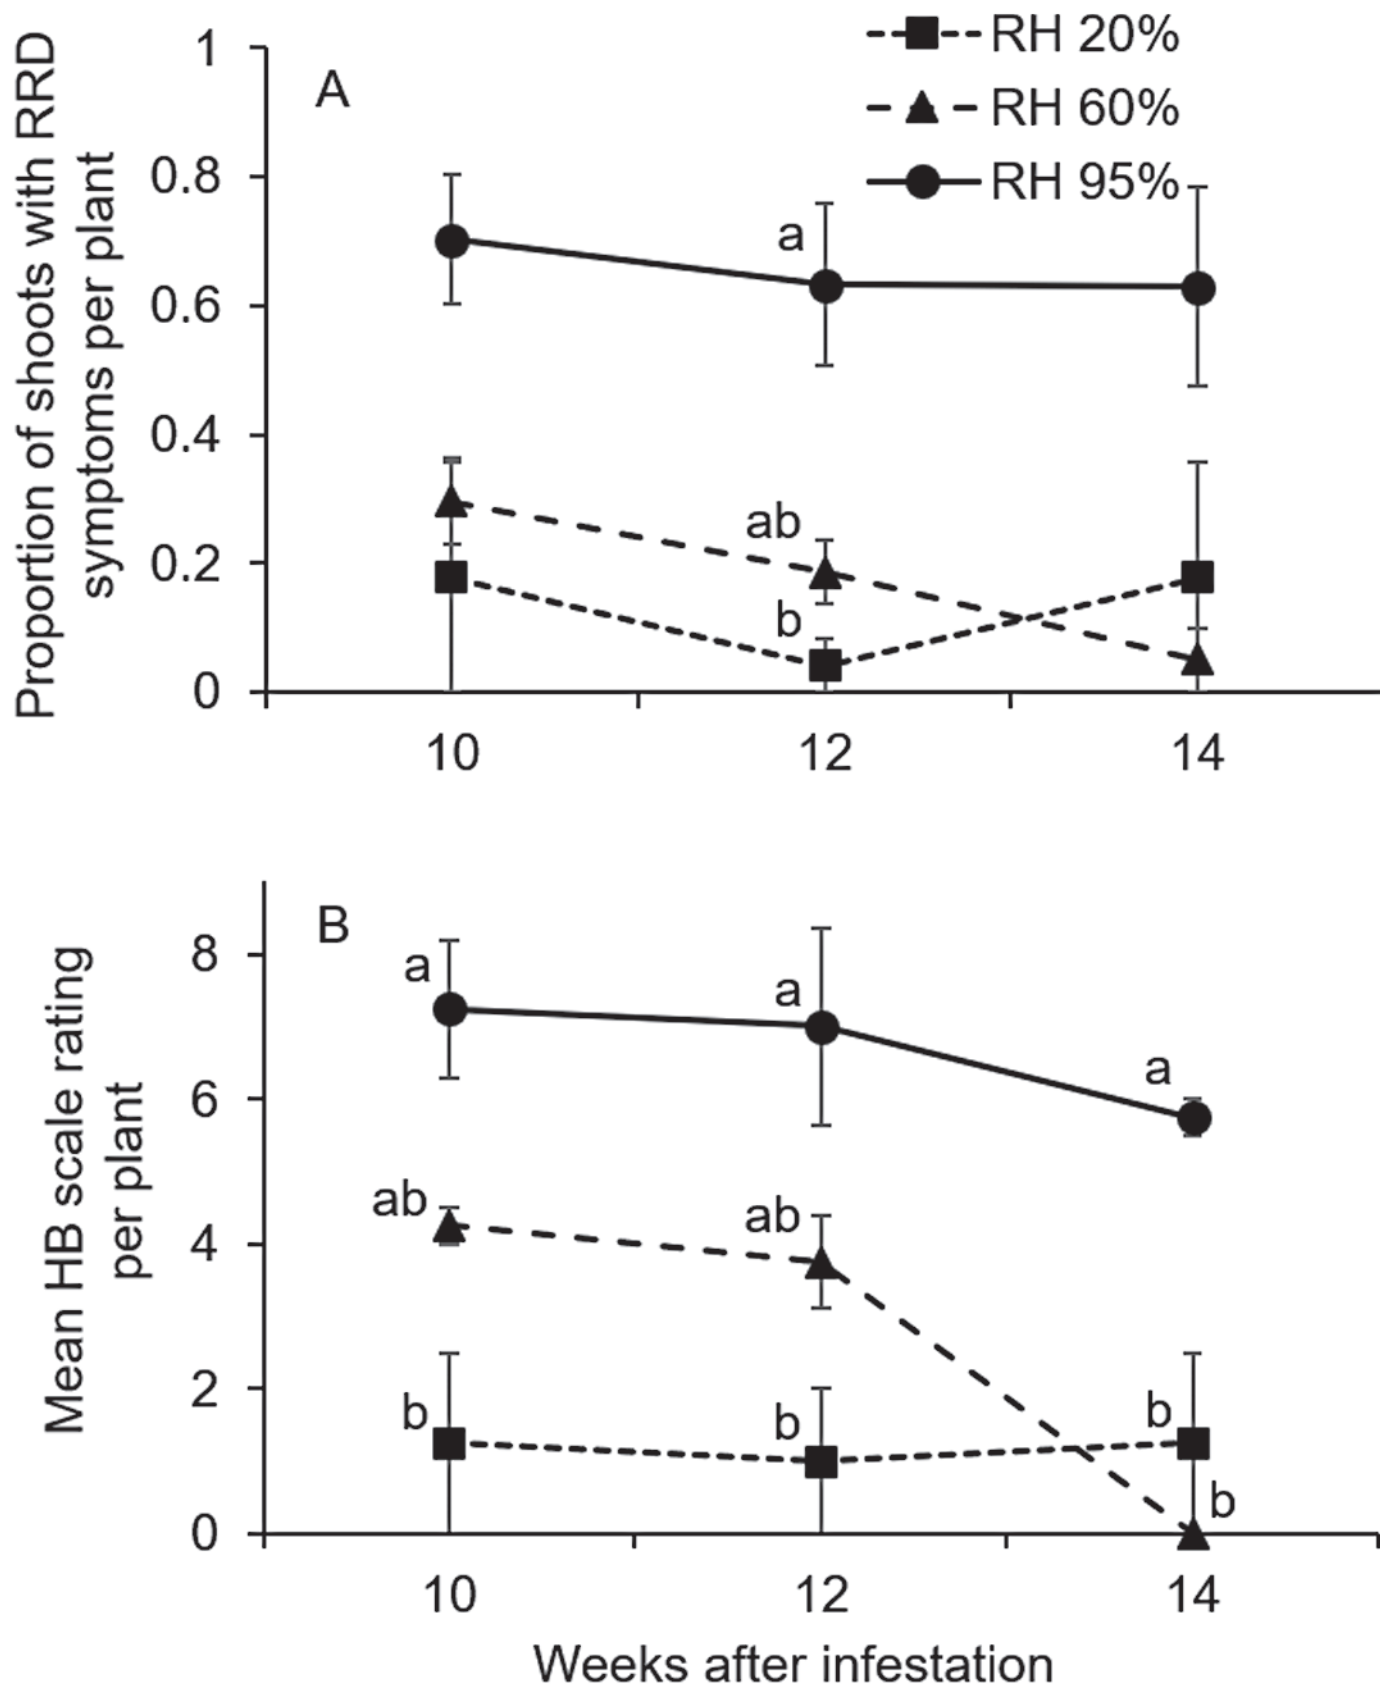 RH 20%
RH 60%
RH 95%
A
Proportion of shoots with RRD
symptoms per plant
1
0.8
0.6
0.4
0.2
0
a
ab
b
10 12 14
B
Mean HB scale rating
per plant
8
6
4
2
0
a
a
a
ab
ab
b
b
b
b
10 12 14
Weeks after infestation